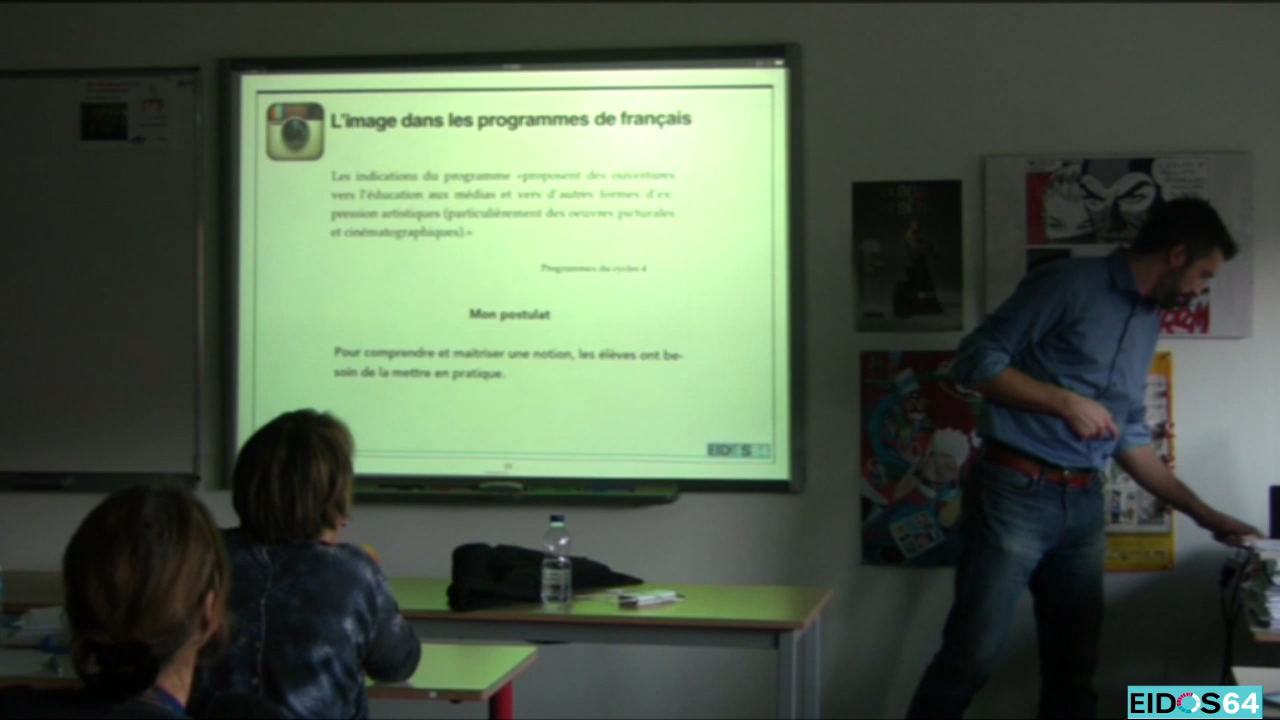 L'image dans les programmes de français
Les indications du programme «proposent des ouvertures
vers l'éducation aux médias et vers d'autres formes d'ex-
pression artistiques (particulièrement des oeuvres picturales
et cinématographiques).»
Programmes du cycles 4
Mon postulat
Pour comprendre et maitriser une notion, les élèves ont be-
soin de la mettre en pratique.
EIDOS64
EIDOS64